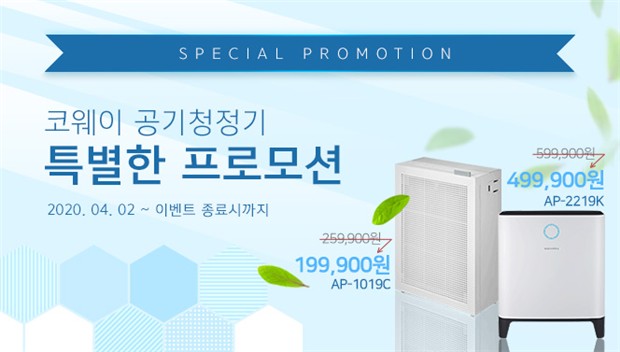 SPECIAL PROMOTION
코웨이 공기청정기
특별한 프로모션
2020. 04. 02 ~ 이벤트 종료시까지
599,900원
499,900원
AP-2219K
259,900원
199,900원
AP-1019C